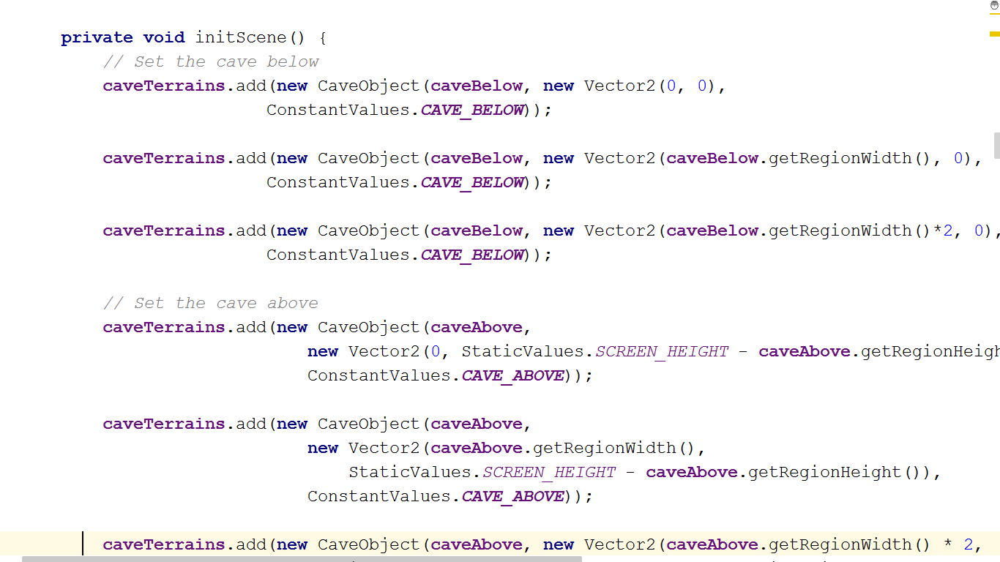 private void initScene() {
// Set the cave below
caveTerrains.add(new CaveObject(caveBelow, new Vector2(0, 0),
ConstantValues.CAVE_BELOW));
caveTerrains.add(new CaveObject(caveBelow, new Vector2(caveBelow.getRegionWidth(), 0),
ConstantValues.CAVE_BELOW));
caveTerrains.add(new CaveObject(caveBelow, new Vector2(caveBelow.getRegionWidth()*2, 0),
ConstantValues.CAVE_BELOW));
// Set the cave above
caveTerrains.add(new CaveObject(caveAbove,
new Vector2(0, StaticValues.SCREEN_HEIGHT - caveAbove.getRegionHeigh
ConstantValues.CAVE_ABOVE));
caveTerrains.add(new CaveObject(caveAbove,
new Vector2(caveAbove.getRegionWidth(),
StaticValues.SCREEN_HEIGHT - caveAbove.getRegionHeight()),
ConstantValues.CAVE_ABOVE));
caveTerrains.add(new CaveObject(caveAbove, new Vector2(caveAbove.getRegionWidth() * 2,